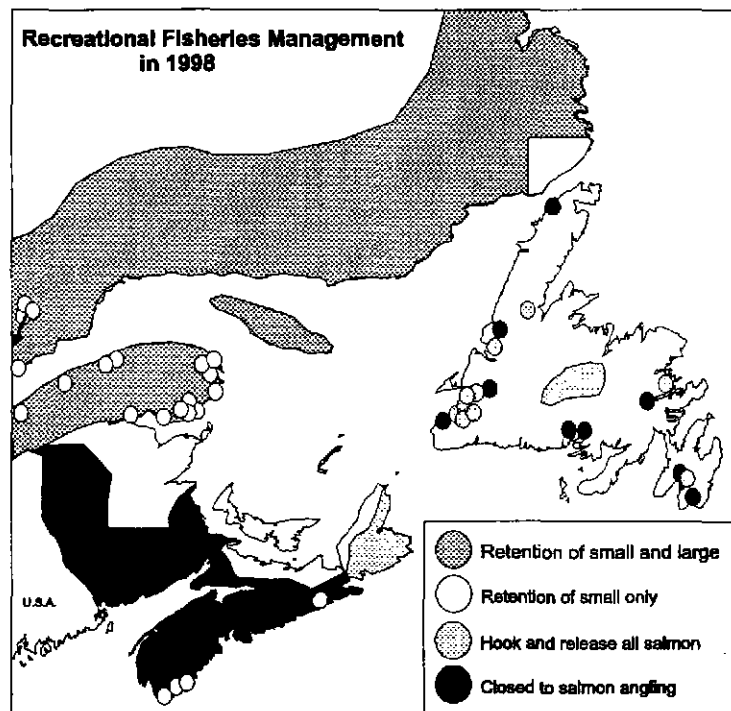 Recreational Fisheries Management
in 1998
U.S.A.
Retention of small and large
Retention of small only
Hook and release all salmon
Closed to salmon angling